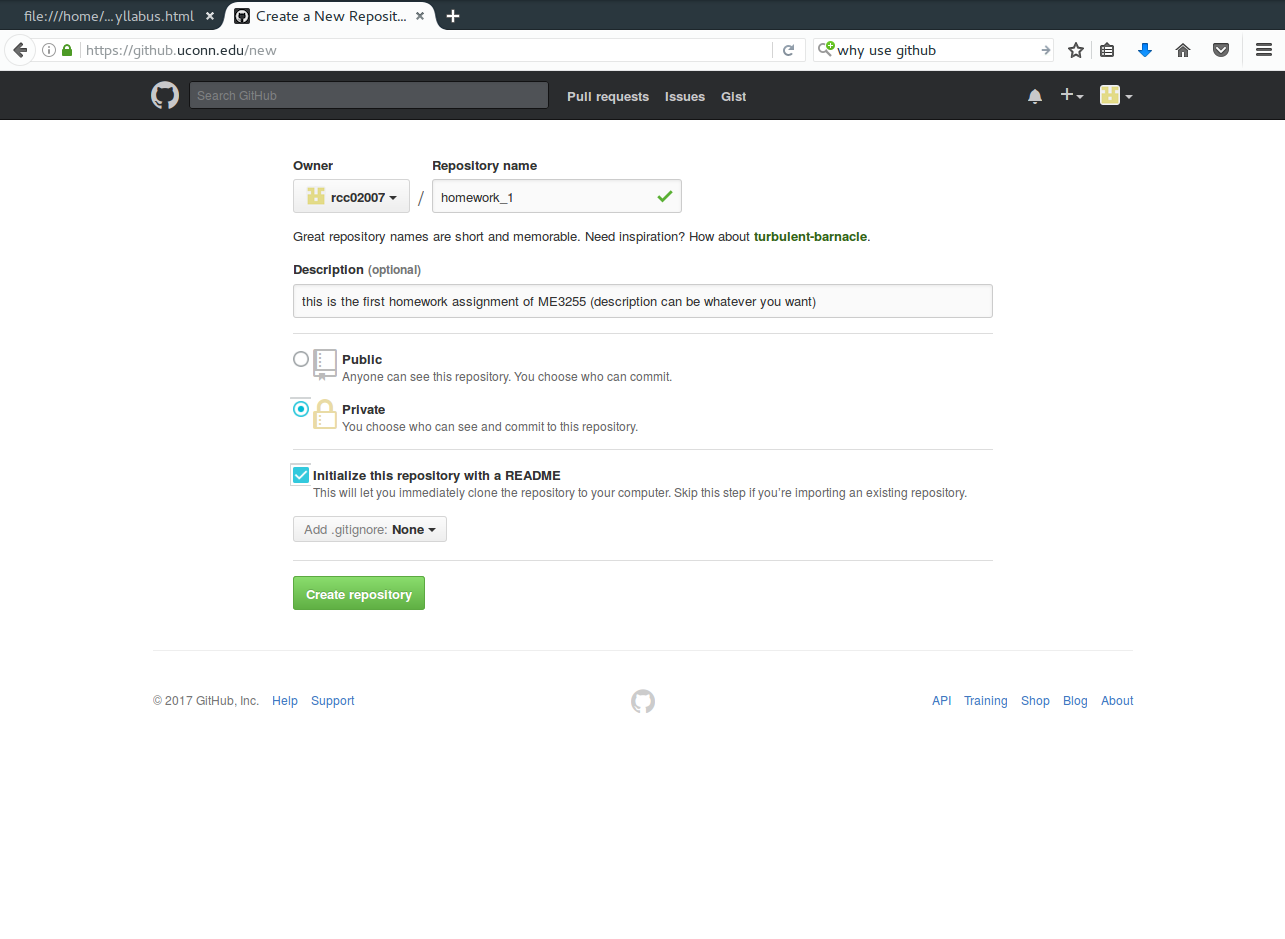 file:///home/...yllabus.html
Create a New Reposit...
https://github.uconn.edu/new
why use github
Search GitHub
Pull requests
Issues
Gist
Owner
Repository name
rcc02007
/
homework_1
Great repository names are short and memorable. Need inspiration? How about turbulent-barnacle.
Description (optional)
this is the first homework assignment of ME3255 (description can be whatever you want)
Public
Anyone can see this repository. You choose who can commit.
Private
You choose who can see and commit to this repository.
Initialize this repository with a README
This will let you immediately clone the repository to your computer. Skip this step if you're importing an existing repository.
Add .gitignore: None
Create repository
© 2017 GitHub, Inc.
Help
Support
API
Training
Shop
Blog
About